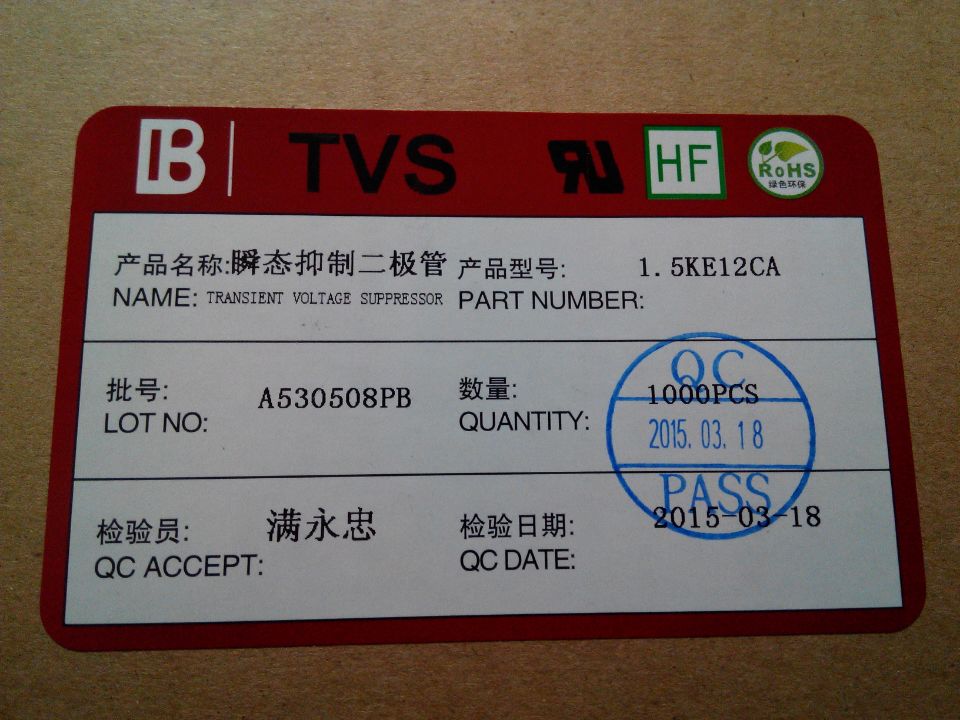 B TVS RU HF RoHS
绿色环保
产品名称:瞬态抑制二极管 产品型号: 1.5KE12CA
NAME: TRANSIENT VOLTAGE SUPPRESSOR PART NUMBER:
批号: A530508PB 数量: 1000PCS
LOT NO: QUANTITY:
QC
2015.03.18
PASS
检验员: 满永忠 检验日期: 2015-03-18
QC ACCEPT: QC DATE: